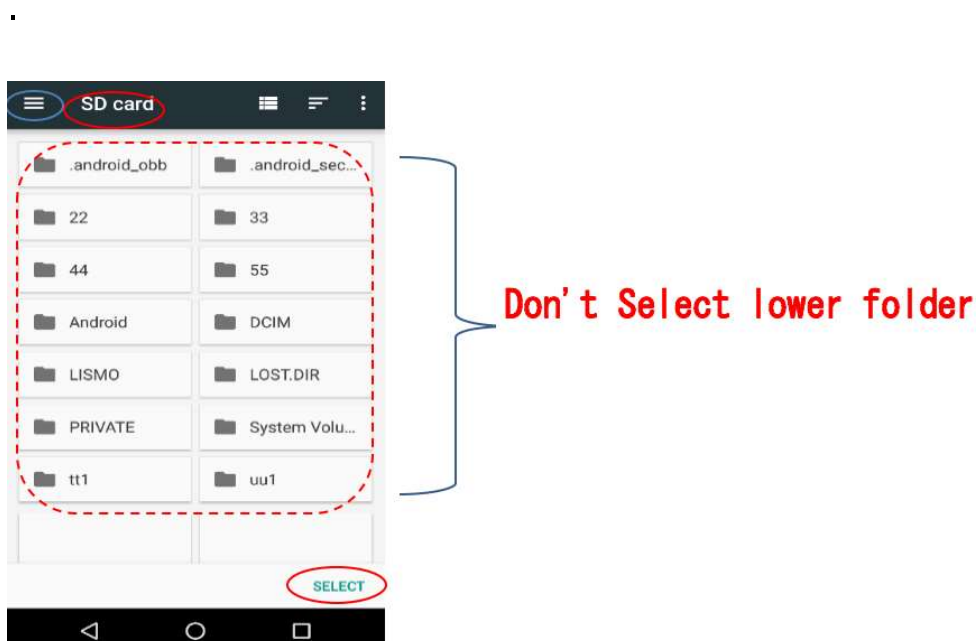 .
SD card
.android_obb
.android_sec...
22
33
44
55
Android
DCIM
LISMO
LOST.DIR
PRIVATE
System Volu...
tt1
uu1
SELECT
Don't Select lower folder